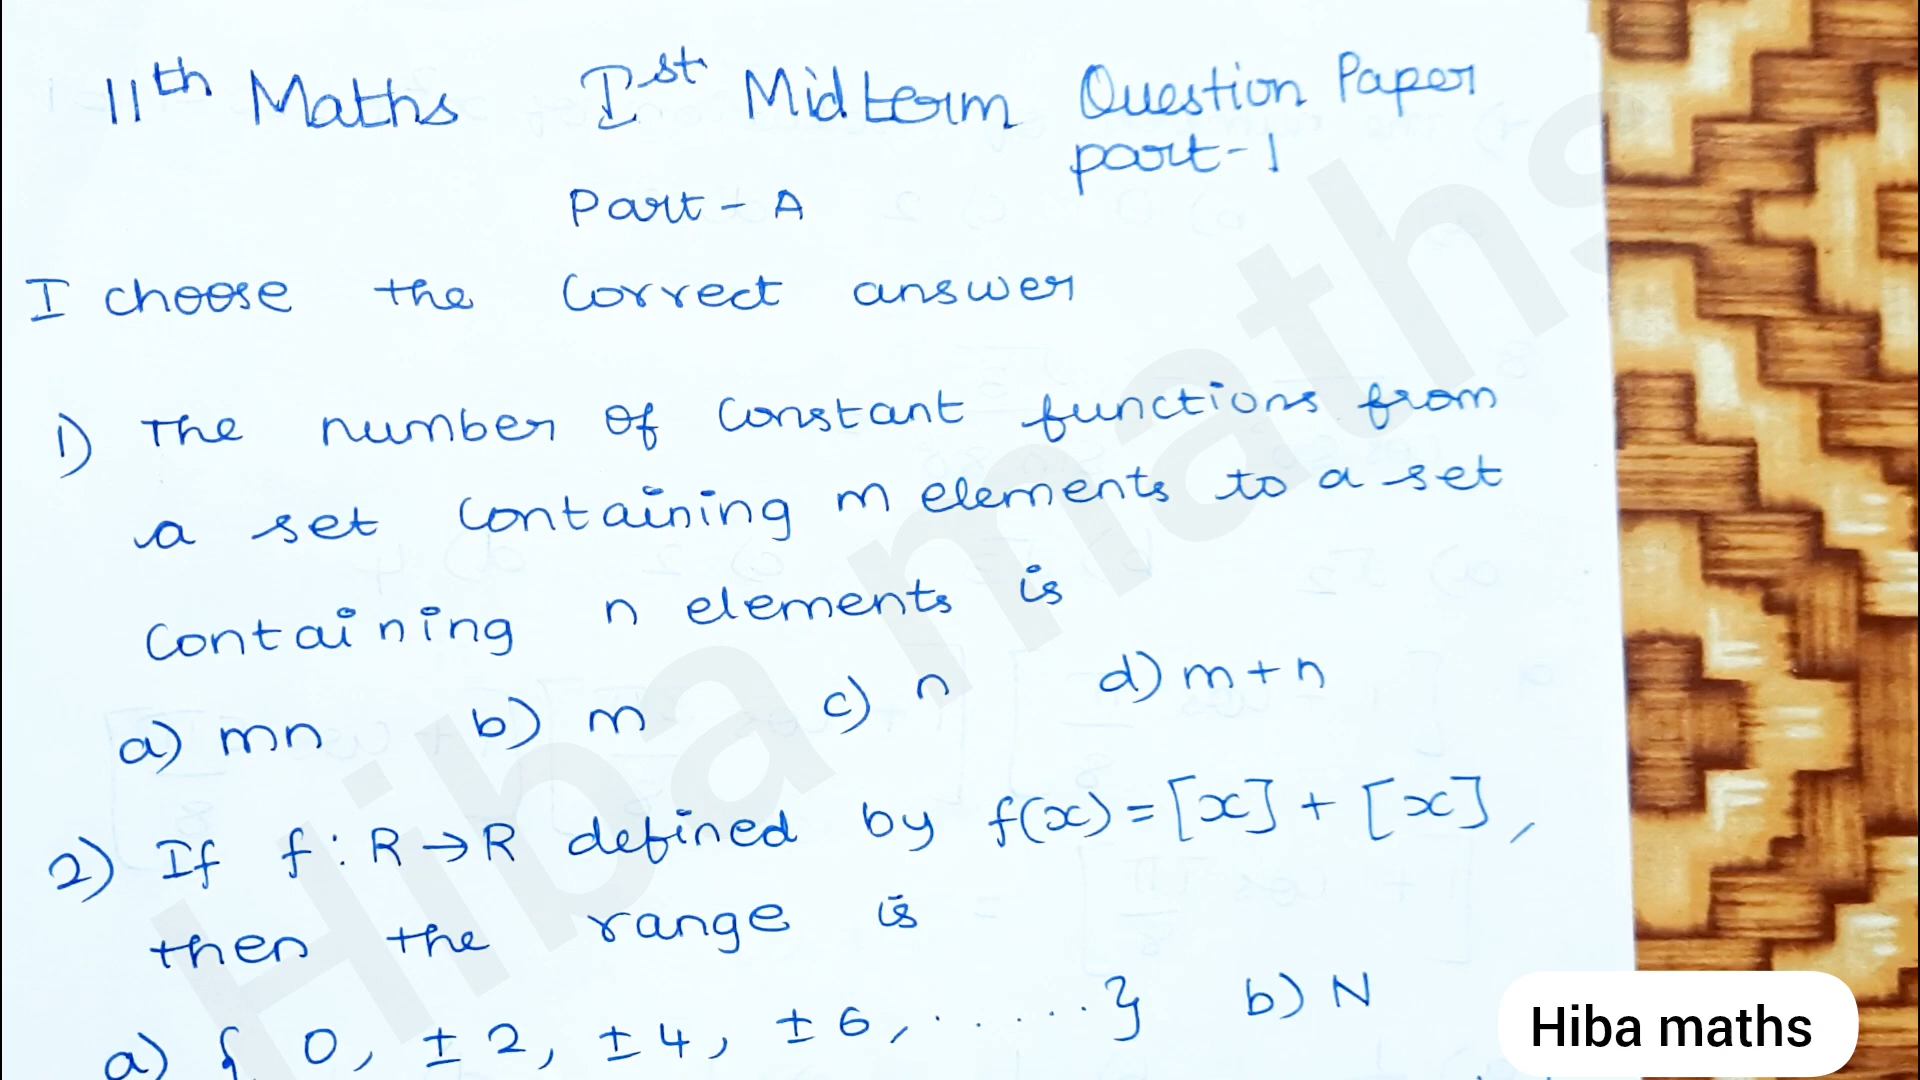 11th Maths Ist Midterm Question Paper
part-1
Part - A
I choose the correct answer
1) The number of constant functions from
a set containing m elements to a set
containing n elements is
a) mn b) m c) n d) m+n
2) If f : R → R defined by f(x) = [x] + [x],
then the range is
a) { 0, ±2, ±4, ±6, ......} b) N
Hiba maths
Hiba maths